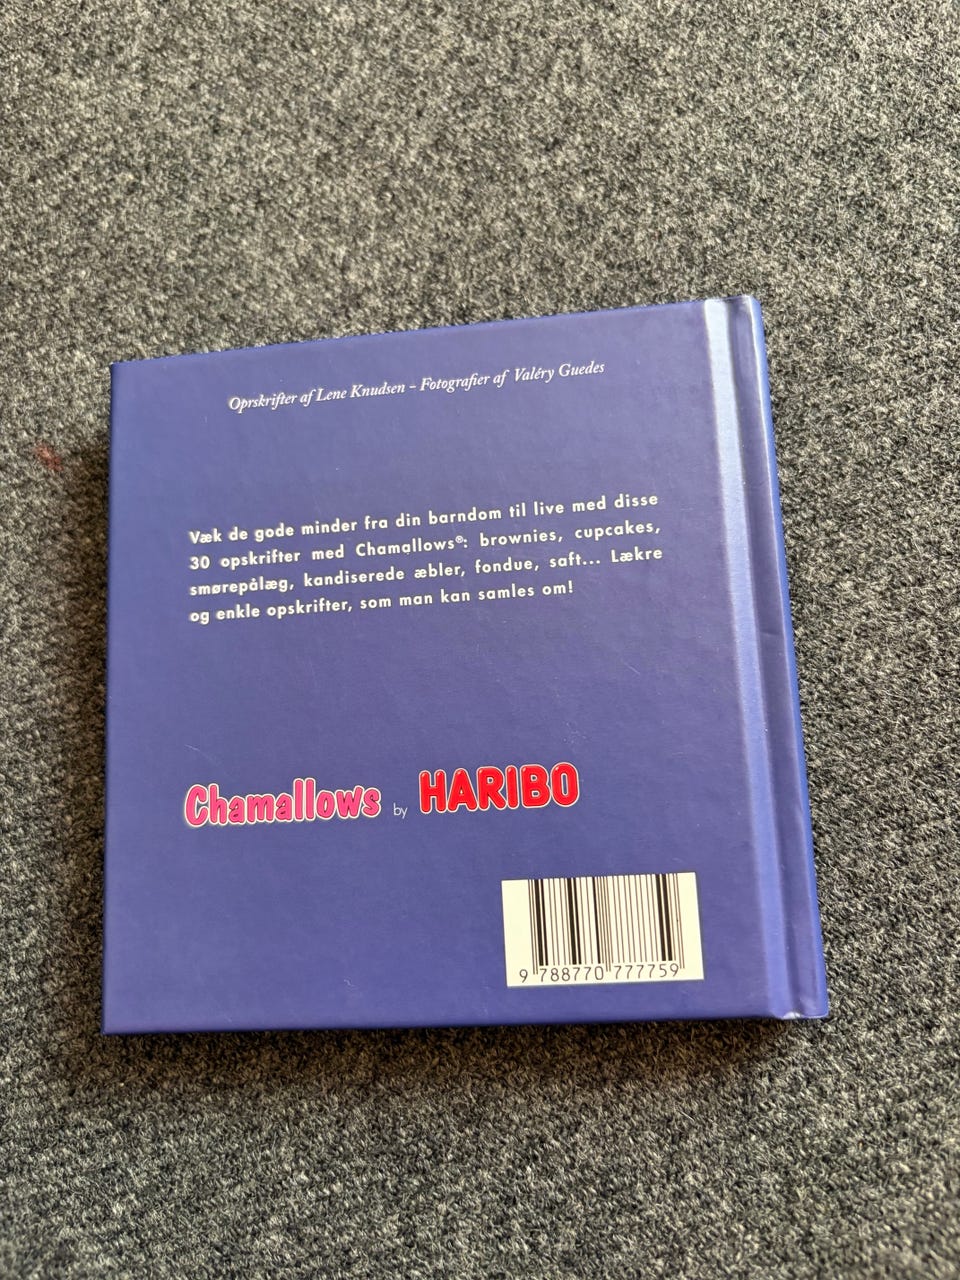 Oprskrifter af Lene Knudsen – Fotografier af Valéry Guedes
Væk de gode minder fra din barndom til live med disse
30 opskrifter med Chamallows®: brownies, cupcakes,
smørepålæg, kandiserede æbler, fondue, saft... Lækre
og enkle opskrifter, som man kan samles om!
Chamallows by HARIBO
9 788770 777759